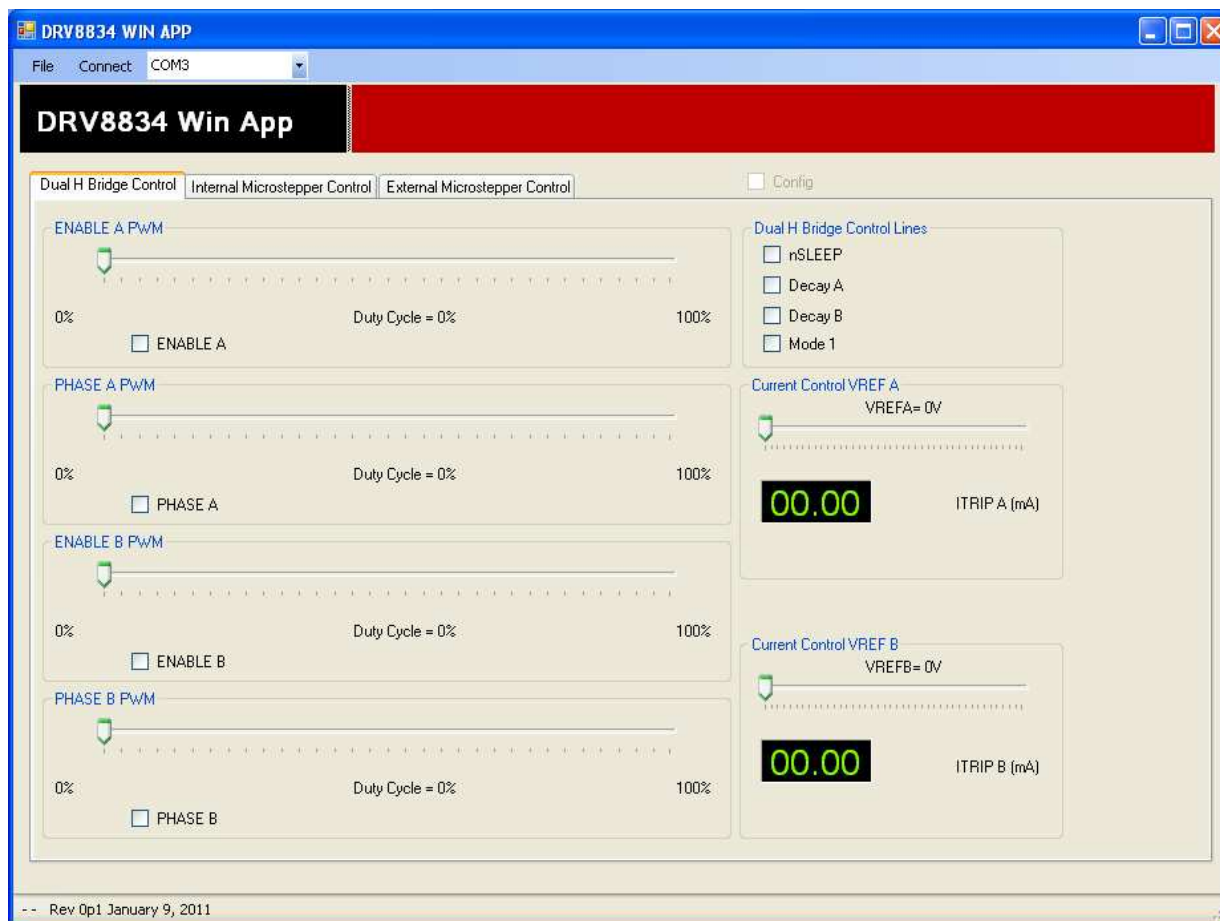 DRV8834 WIN APP
File Connect COM3
DRV8834 Win App
Dual H Bridge Control Internal Microstepper Control External Microstepper Control
Config
ENABLE A PWM
0% Duty Cycle = 0% 100%
ENABLE A
PHASE A PWM
0% Duty Cycle = 0% 100%
PHASE A
ENABLE B PWM
0% Duty Cycle = 0% 100%
ENABLE B
PHASE B PWM
0% Duty Cycle = 0% 100%
PHASE B
Dual H Bridge Control Lines
nSLEEP
Decay A
Decay B
Mode 1
Current Control VREF A
VREFA= 0V
00.00 ITRIP A (mA)
Current Control VREF B
VREFB= 0V
00.00 ITRIP B (mA)
-- Rev 0p1 January 9, 2011